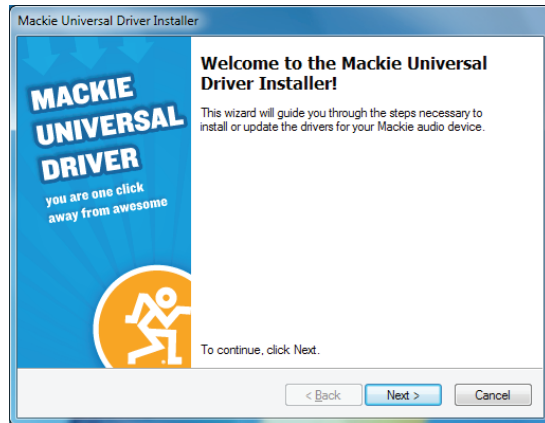 Mackie Universal Driver Installer
MACKIE
UNIVERSAL
DRIVER
you are one click
away from awesome
Welcome to the Mackie Universal
Driver Installer!
This wizard will guide you through the steps necessary to
install or update the drivers for your Mackie audio device.
To continue, click Next.
< Back
Next >
Cancel